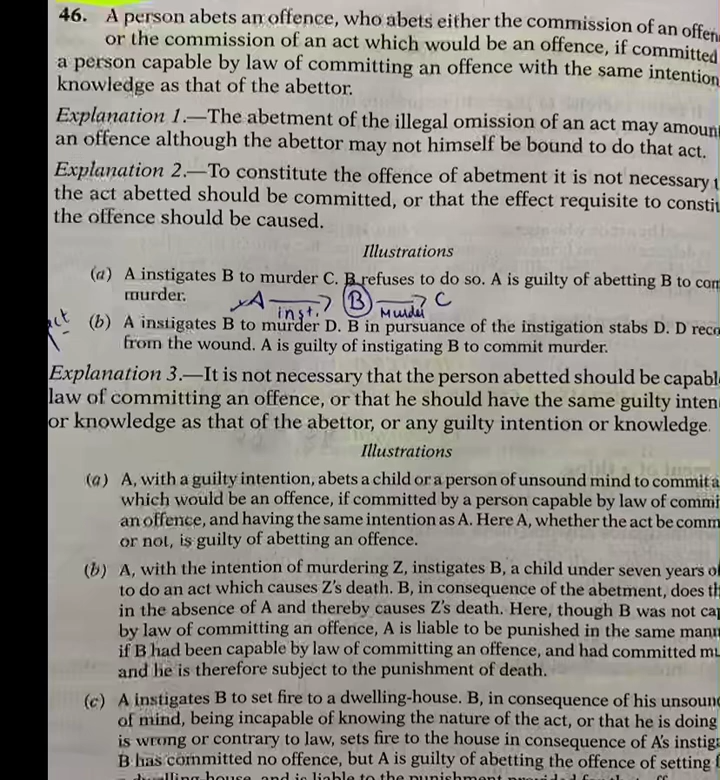 46. A person abets an offence, who abets either the commission of an offen
or the commission of an act which would be an offence, if committed
a person capable by law of committing an offence with the same intention
knowledge as that of the abettor.
Explanation 1.—The abetment of the illegal omission of an act may amoun
an offence although the abettor may not himself be bound to do that act.
Explanation 2.—To constitute the offence of abetment it is not necessary t
the act abetted should be committed, or that the effect requisite to constit
the offence should be caused.
Illustrations
(a) A instigates B to murder C. B refuses to do so. A is guilty of abetting B to com
murder.
A inst. B Murder C
(b) A instigates B to murder D. B in pursuance of the instigation stabs D. D reco
from the wound. A is guilty of instigating B to commit murder.
Explanation 3.—It is not necessary that the person abetted should be capabl
law of committing an offence, or that he should have the same guilty inten
or knowledge as that of the abettor, or any guilty intention or knowledge.
Illustrations
(a) A, with a guilty intention, abets a child or a person of unsound mind to commit a
which would be an offence, if committed by a person capable by law of commi
an offence, and having the same intention as A. Here A, whether the act be comm
or not, is guilty of abetting an offence.
(b) A, with the intention of murdering Z, instigates B, a child under seven years of
to do an act which causes Z's death. B, in consequence of the abetment, does th
in the absence of A and thereby causes Z's death. Here, though B was not cap
by law of committing an offence, A is liable to be punished in the same mann
if B had been capable by law of committing an offence, and had committed mu
and he is therefore subject to the punishment of death.
(c) A instigates B to set fire to a dwelling-house. B, in consequence of his unsound
of mind, being incapable of knowing the nature of the act, or that he is doing
is wrong or contrary to law, sets fire to the house in consequence of A's instiga
B has committed no offence, but A is guilty of abetting the offence of setting f
dwelling house, and is liable to the punishment provided for